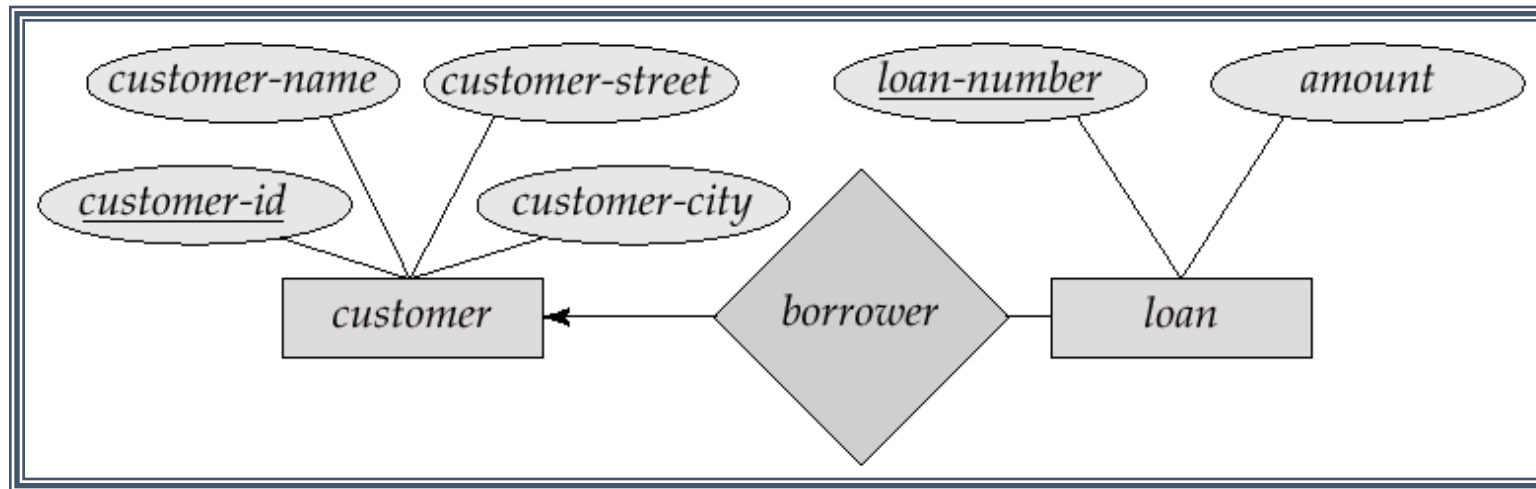 customer-name
customer-street
loan-number
amount
customer-id
customer-city
customer
borrower
loan